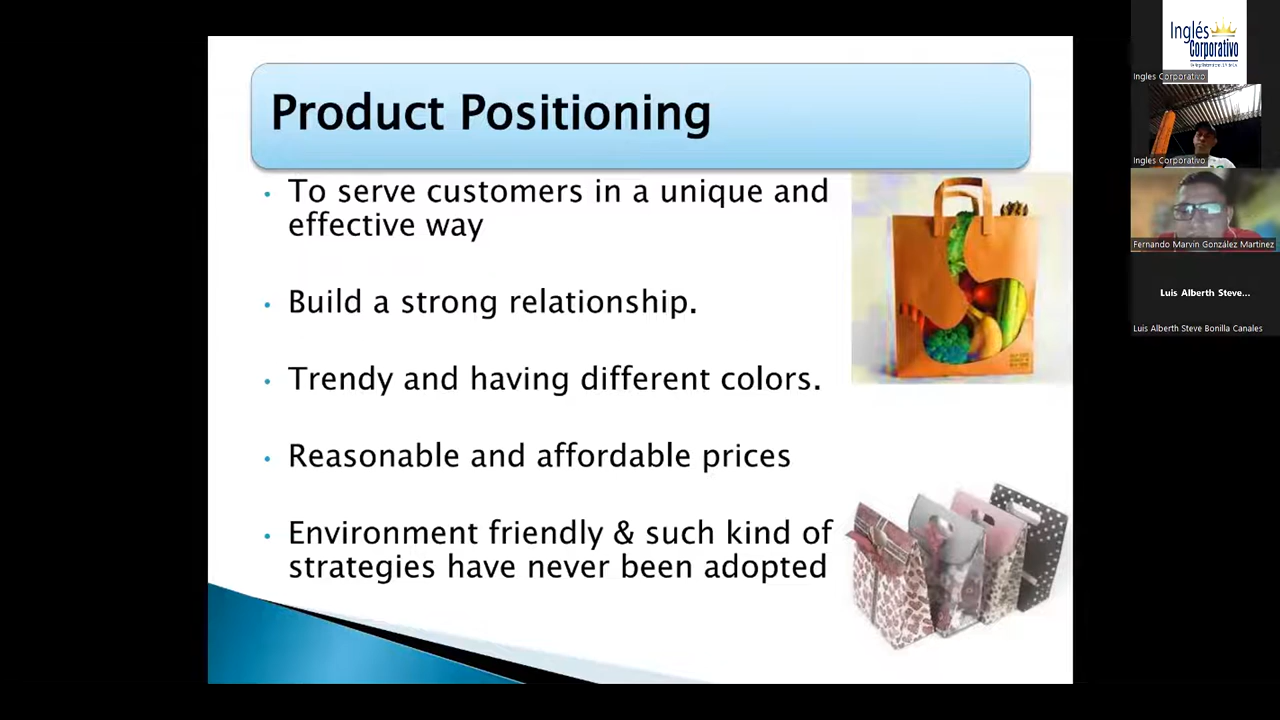 Product Positioning
• To serve customers in a unique and
effective way
• Build a strong relationship.
• Trendy and having different colors.
• Reasonable and affordable prices
• Environment friendly & such kind of
strategies have never been adopted
Inglés
Corporativo
Ingles Corporativo
Ingles Corporativo
Fernando Marvin González Martínez
Luis Alberth Steve...
Luis Alberth Steve Bonilla Canales